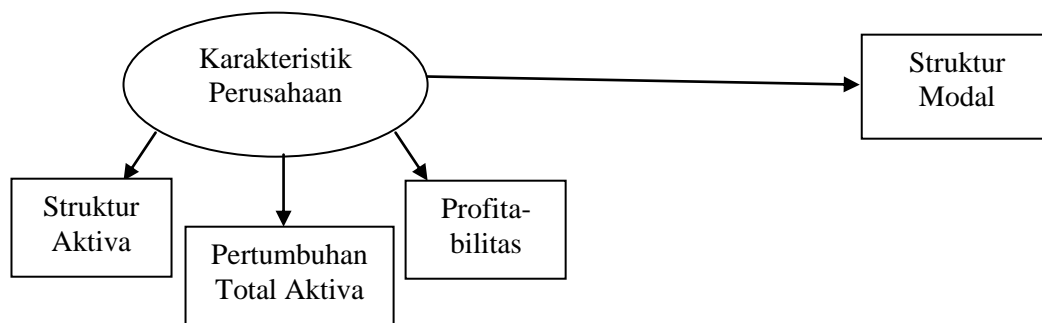 Karakteristik
Perusahaan
Struktur
Modal
Struktur
Aktiva
Pertumbuhan
Total Aktiva
Profita-
bilitas